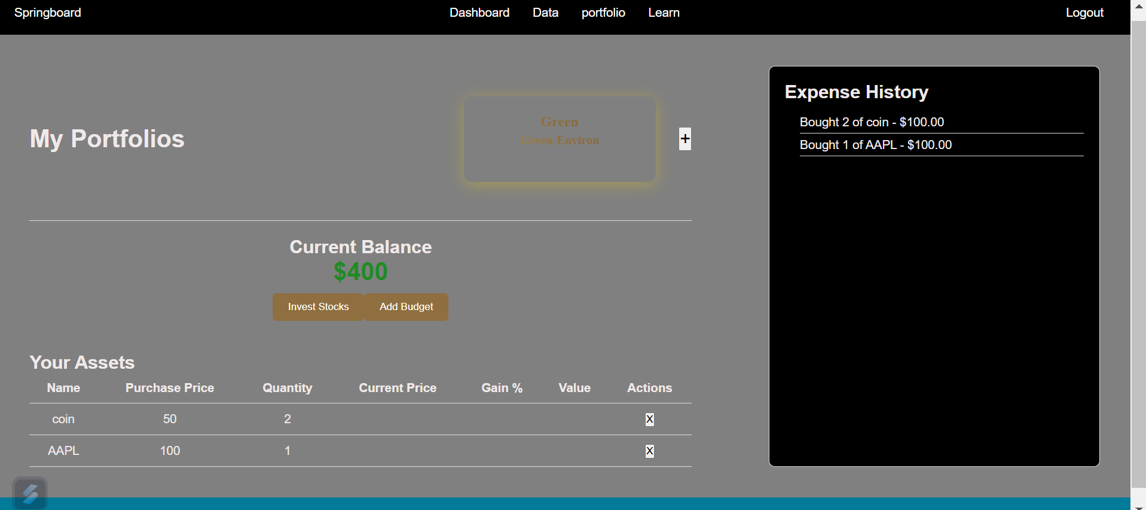 Springboard Dashboard Data portfolio Learn Logout
My Portfolios
Green
Environ
+
Current Balance
$400
Invest Stocks Add Budget
Your Assets
Name Purchase Price Quantity Current Price Gain % Value Actions
coin 50 2 X
AAPL 100 1 X
Expense History
Bought 2 of coin - $100.00
Bought 1 of AAPL - $100.00